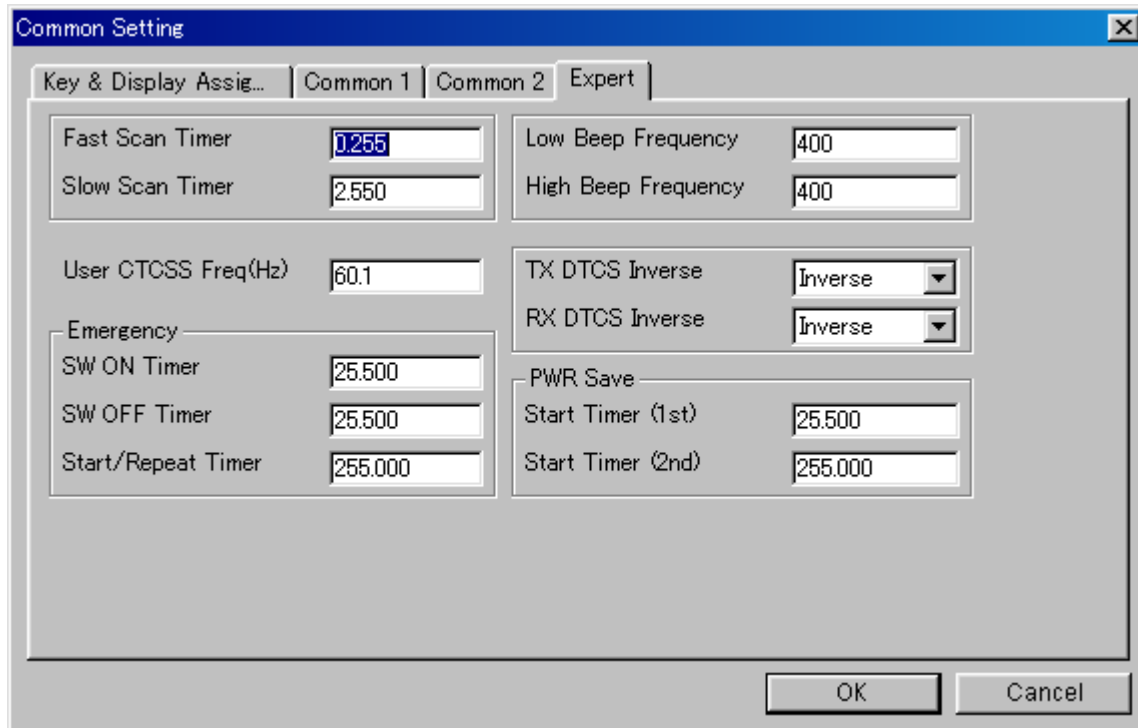 Common Setting
Key & Display Assig...
Common 1
Common 2
Expert
Fast Scan Timer 0.255
Slow Scan Timer 2.550
Low Beep Frequency 400
High Beep Frequency 400
User CTCSS Freq(Hz) 60.1
TX DTCS Inverse Inverse
RX DTCS Inverse Inverse
Emergency
SW ON Timer 25.500
SW OFF Timer 25.500
Start/Repeat Timer 255.000
PWR Save
Start Timer (1st) 25.500
Start Timer (2nd) 255.000
OK
Cancel